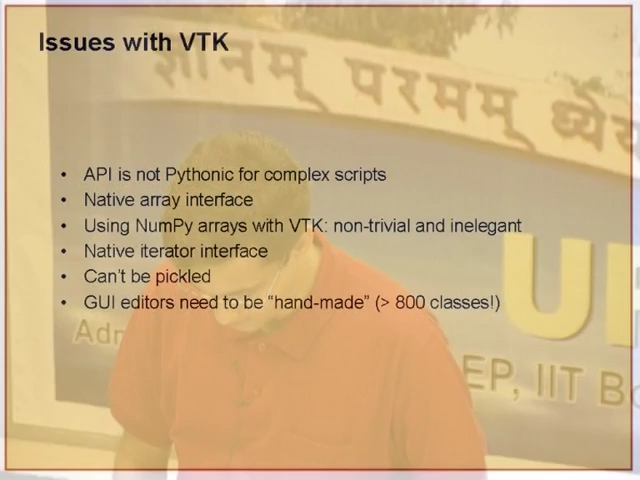 Issues with VTK
ज्ञानम् परमम् ध्येय
• API is not Pythonic for complex scripts
• Native array interface
• Using NumPy arrays with VTK: non-trivial and inelegant
• Native iterator interface
• Can't be pickled
• GUI editors need to be “hand-made” (> 800 classes!)
EP, IIT